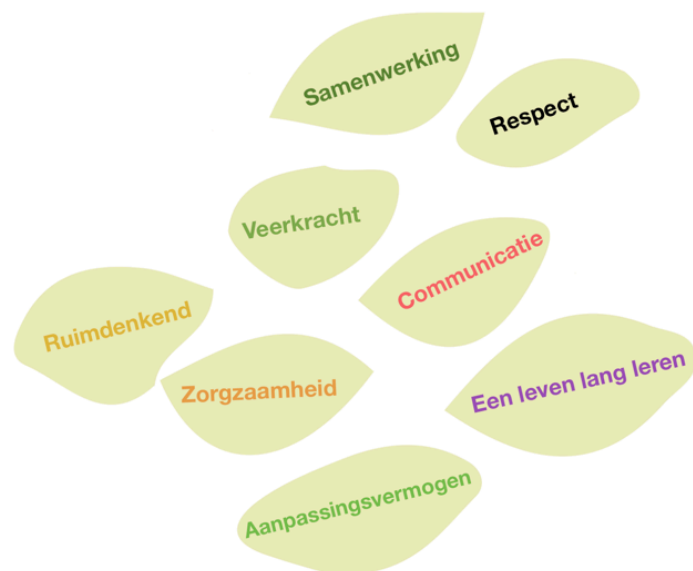 Samenwerking
Respect
Veerkracht
Communicatie
Ruimdenkend
Zorgzaamheid
Een leven lang leren
Aanpassingsvermogen